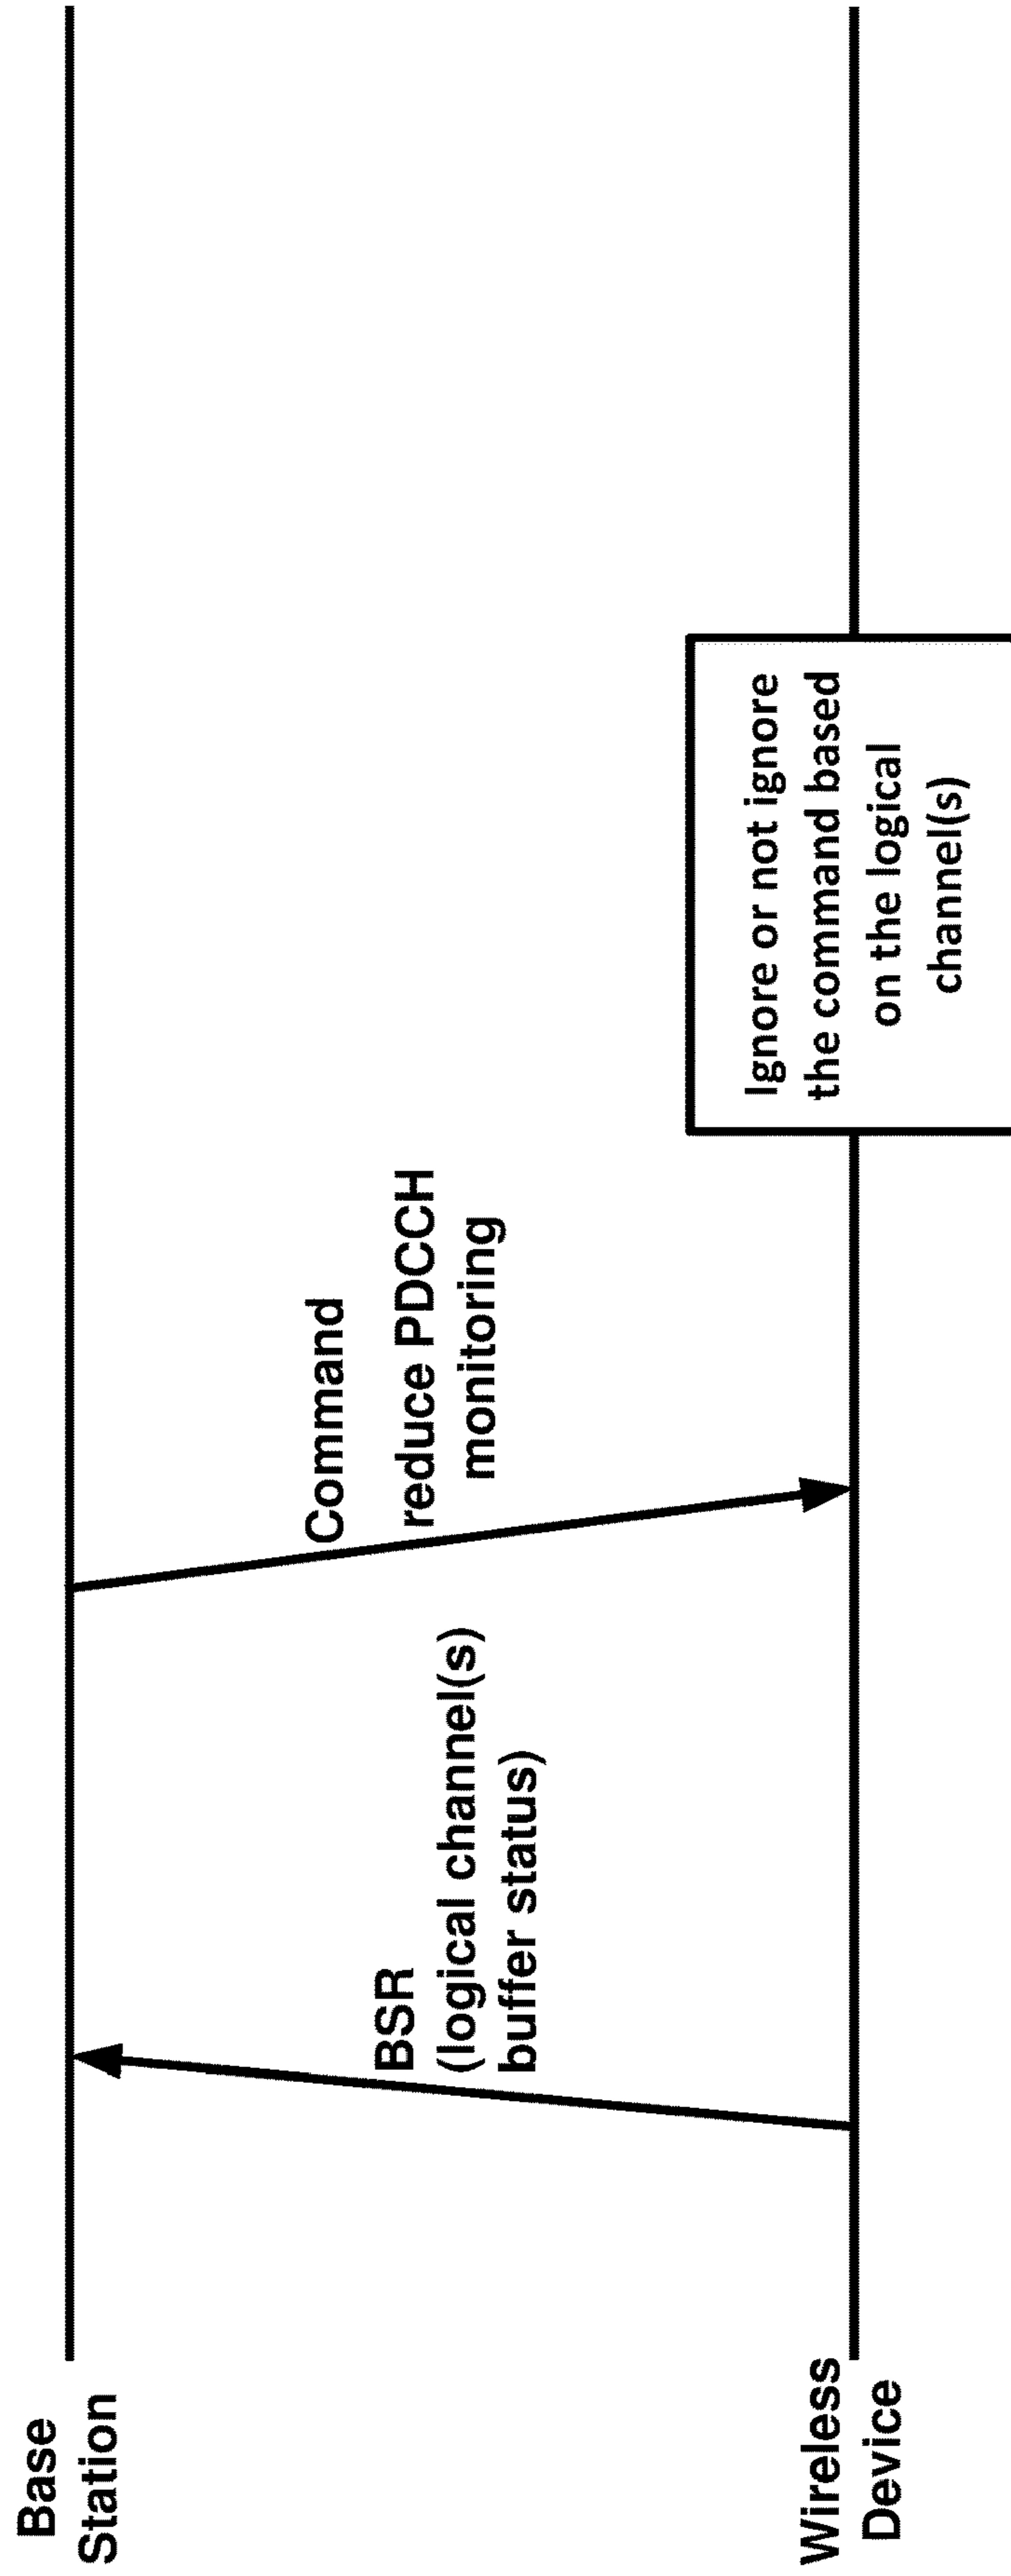 Base
Station
BSR
(logical channel(s)
buffer status)
Command
reduce PDCCH
monitoring
Wireless
Device
Ignore or not ignore
the command based
on the logical
channel(s)